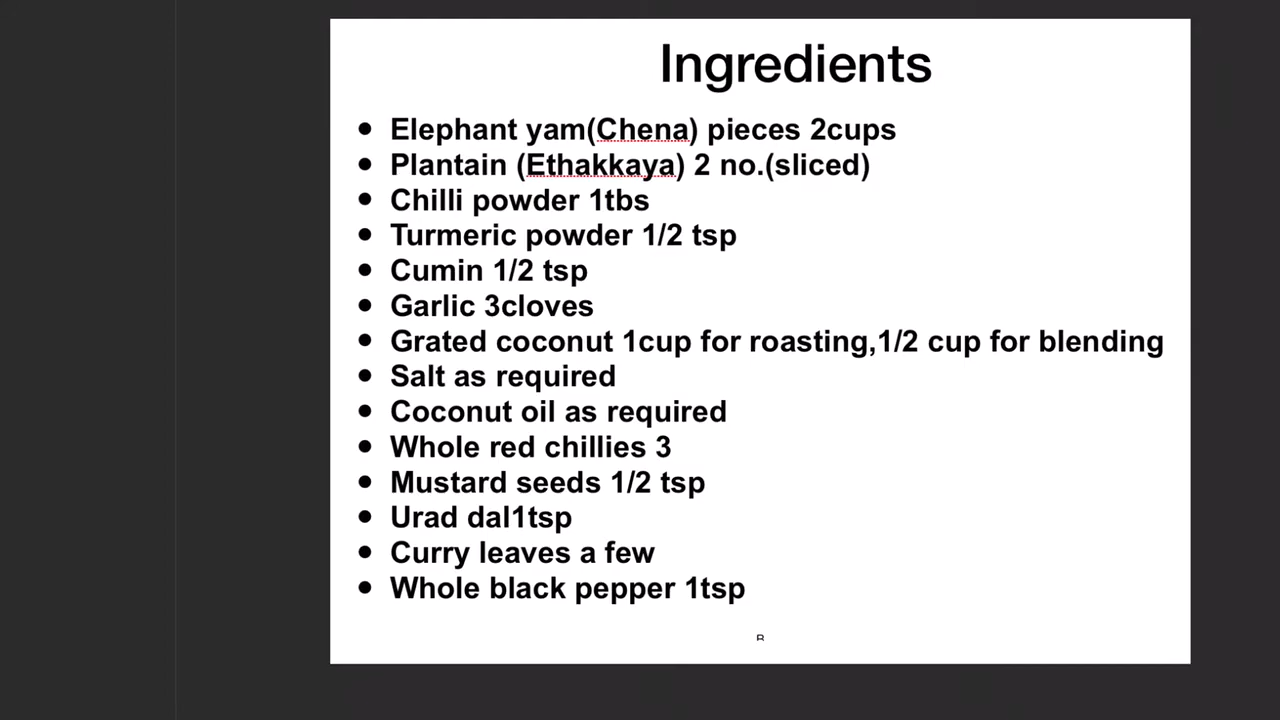 Ingredients
• Elephant yam(Chena) pieces 2cups
• Plantain (Ethakkaya) 2 no.(sliced)
• Chilli powder 1tbs
• Turmeric powder 1/2 tsp
• Cumin 1/2 tsp
• Garlic 3cloves
• Grated coconut 1cup for roasting,1/2 cup for blending
• Salt as required
• Coconut oil as required
• Whole red chillies 3
• Mustard seeds 1/2 tsp
• Urad dal1tsp
• Curry leaves a few
• Whole black pepper 1tsp